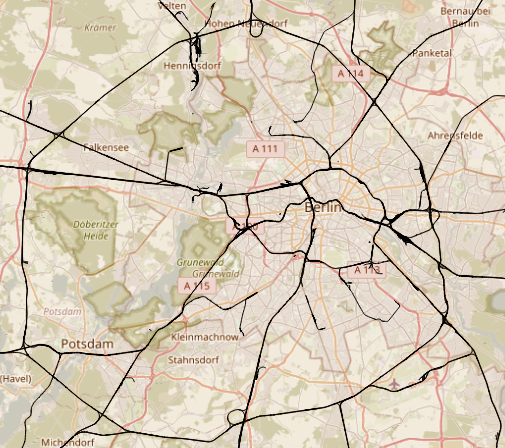 Velten
Bernau bei
Berlin
Krämer
Hohen Neuendorf
Panketal
Hennigsdorf
A 114
Ahrensfelde
Falkensee
A 111
Berlin
Döberitzer
Heide
Grunewald
Grunewald
A 113
A 115
Potsdam
Potsdam
Kleinmachnow
Stahnsdorf
(Havel)
Michendorf